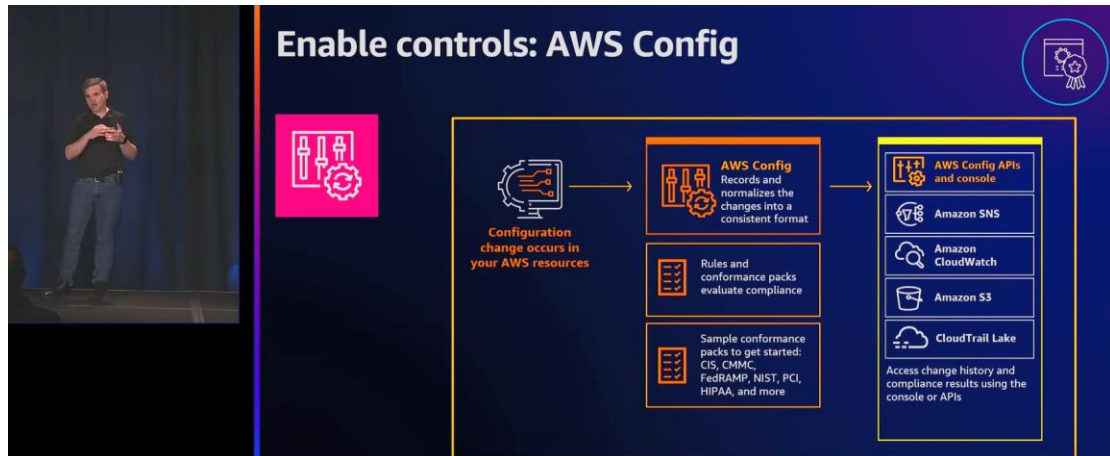 Enable controls: AWS Config
Configuration
change occurs in
your AWS resources
AWS Config
Records and
normalizes the
changes into a
consistent format
Rules and
conformance packs
evaluate compliance
Sample conformance
packs to get started:
CIS, CMMC,
FedRAMP, NIST, PCI,
HIPAA, and more
AWS Config APIs
and console
Amazon SNS
Amazon
CloudWatch
Amazon S3
CloudTrail Lake
Access change history and
compliance results using the
console or APIs